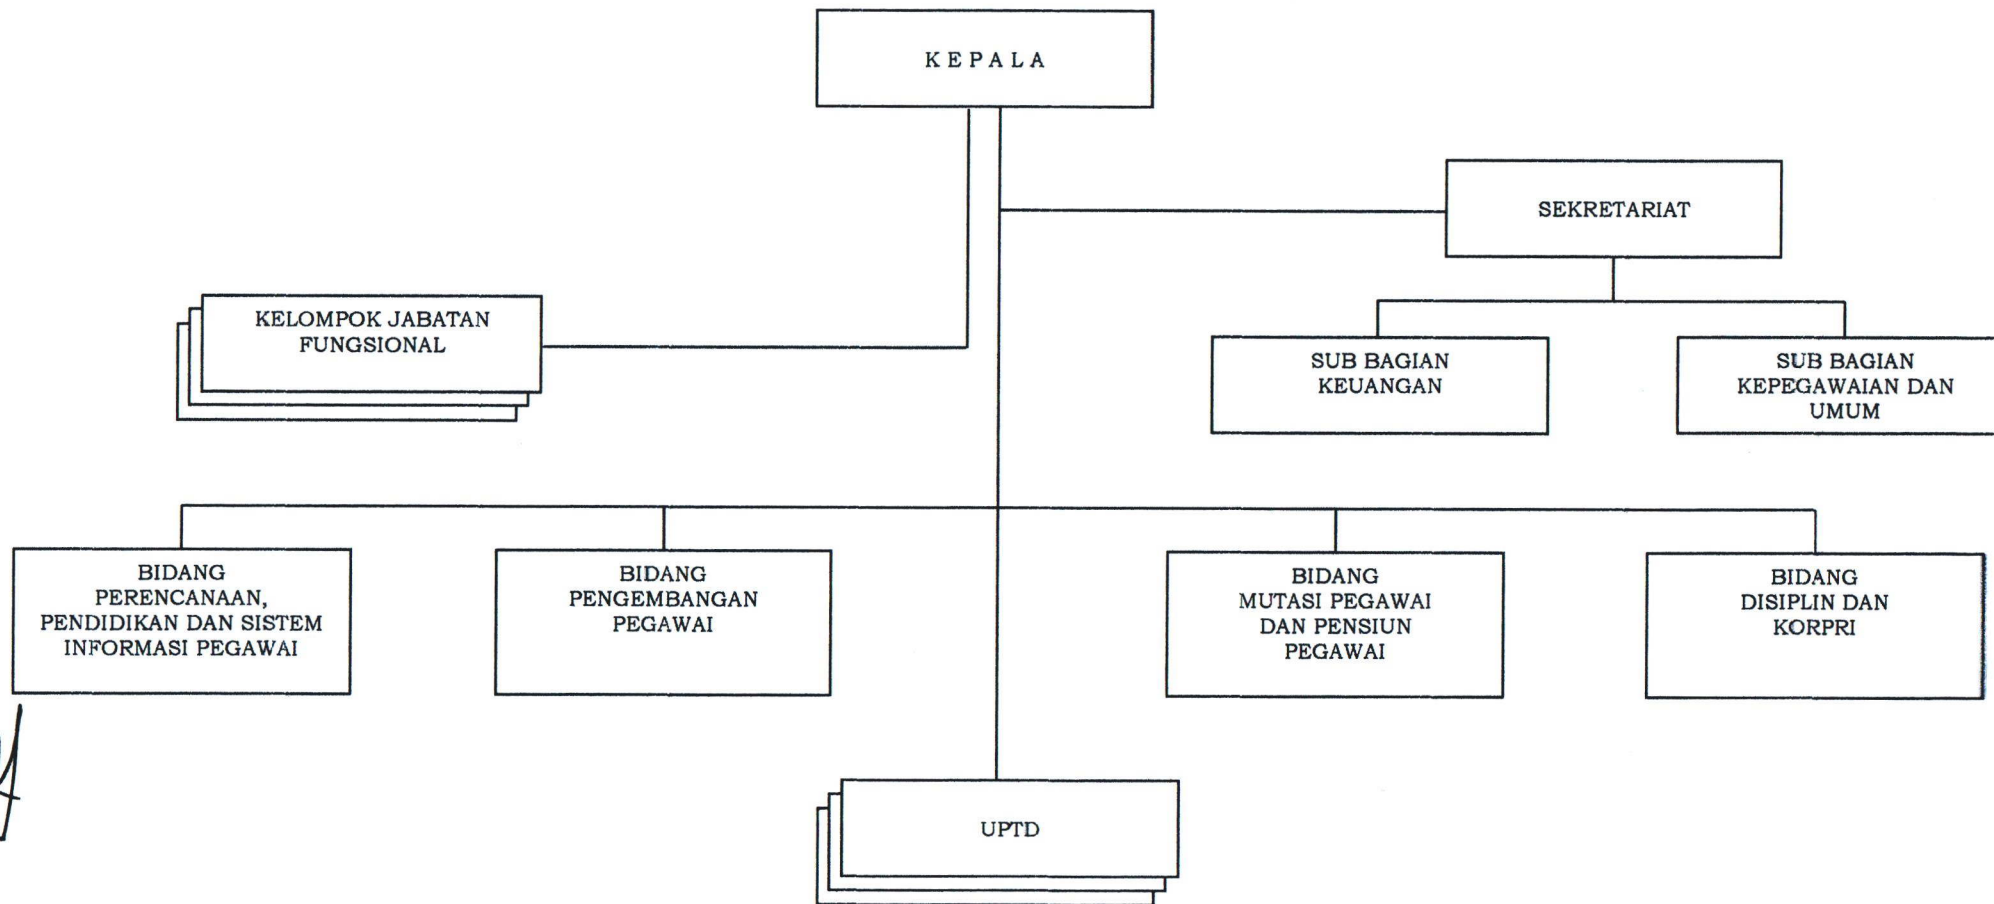 K E P A L A
SEKRETARIAT
KELOMPOK JABATAN
FUNGSIONAL
SUB BAGIAN
KEUANGAN
SUB BAGIAN
KEPEGAWAIAN DAN
UMUM
BIDANG
PERENCANAAN,
PENDIDIKAN DAN SISTEM
INFORMASI PEGAWAI
BIDANG
PENGEMBANGAN
PEGAWAI
BIDANG
MUTASI PEGAWAI
DAN PENSIUN
PEGAWAI
BIDANG
DISIPLIN DAN
KORPRI
UPTD